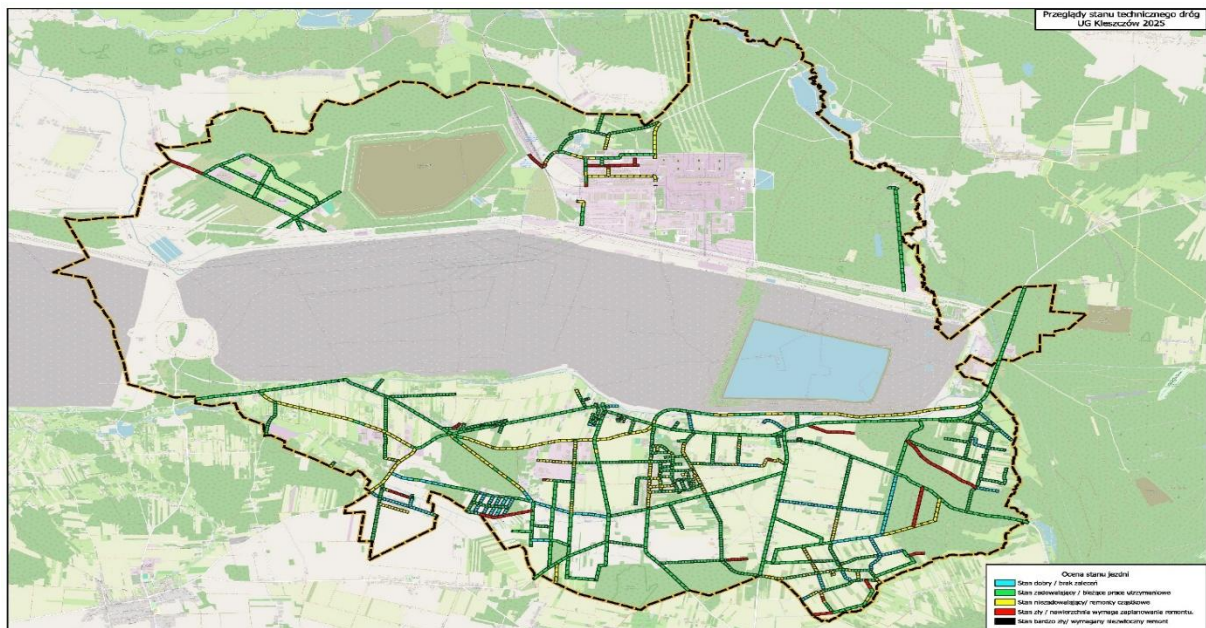 Przeglądy stanu technicznego dróg
UG Kleszczów 2025
Ocena stanu jezdni
Stan dobry / brak zaleceń
Stan zadowalający / bieżące prace utrzymaniowe
Stan niezadowalający/ remonty cząstkowe
Stan zły / nawierzchnia wymaga zaplanowania remontu.
Stan bardzo zły/ wymagany niezwłoczny remont